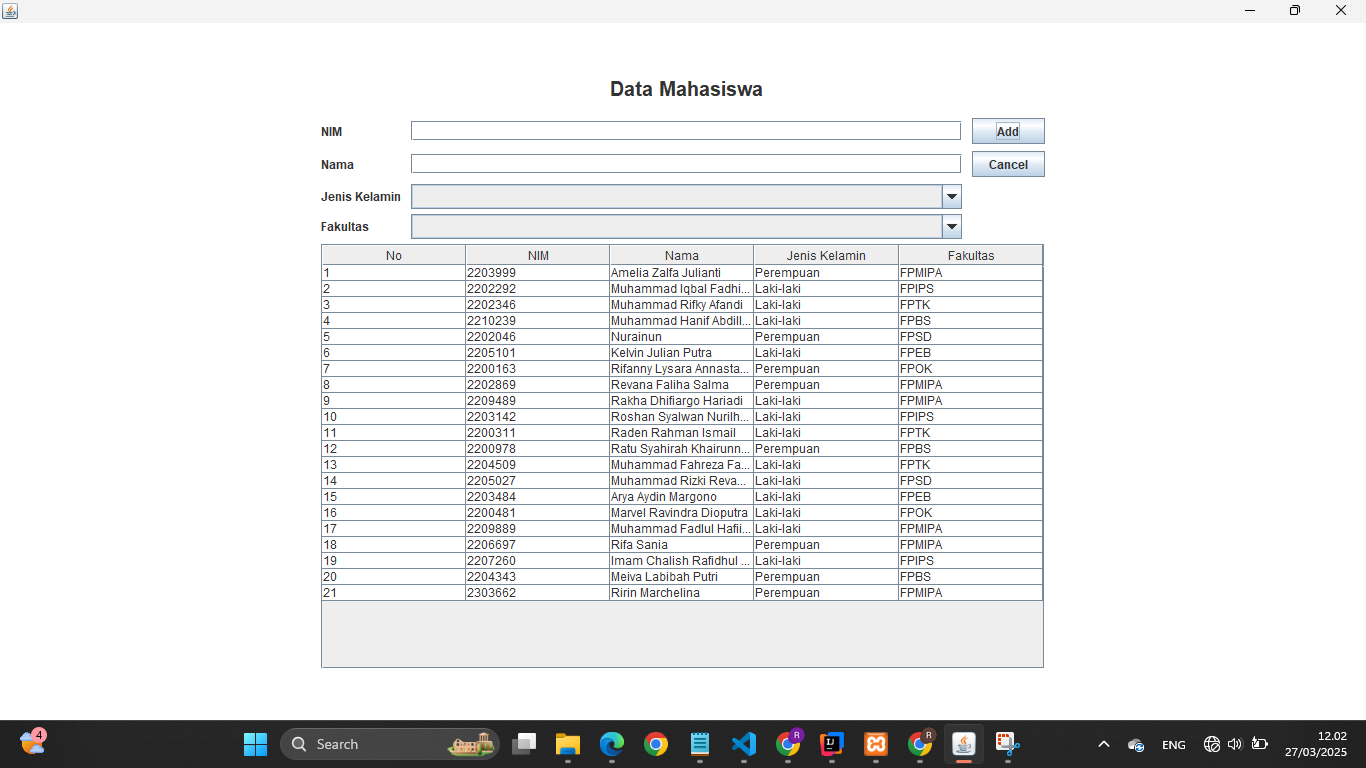 Data Mahasiswa
NIM Add
Nama Cancel
Jenis Kelamin
Fakultas
No NIM Nama Jenis Kelamin Fakultas
1 2203999 Amelia Zalfa Julianti Perempuan FPMIPA
2 2202292 Muhammad Iqbal Fadhi... Laki-laki FPIPS
3 2202346 Muhammad Rifky Afandi Laki-laki FPTK
4 2210239 Muhammad Hanif Abdill... Laki-laki FPBS
5 2202046 Nurainun Perempuan FPSD
6 2205101 Kelvin Julian Putra Laki-laki FPEB
7 2200163 Rifanny Lysara Annasta... Perempuan FPOK
8 2202869 Revana Faliha Salma Perempuan FPMIPA
9 2209489 Rakha Dhifiargo Hariadi Laki-laki FPMIPA
10 2203142 Roshan Syalwan Nurilh... Laki-laki FPIPS
11 2200311 Raden Rahman Ismail Laki-laki FPTK
12 2200978 Ratu Syahirah Khairunn... Perempuan FPBS
13 2204509 Muhammad Fahreza Fa... Laki-laki FPTK
14 2205027 Muhammad Rizki Reva... Laki-laki FPSD
15 2203484 Arya Aydin Margono Laki-laki FPEB
16 2200481 Marvel Ravindra Dioputra Laki-laki FPOK
17 2209889 Muhammad Fadlul Hafii... Laki-laki FPMIPA
18 2206697 Rifa Sania Perempuan FPMIPA
19 2207260 Imam Chalish Rafidhul ... Laki-laki FPIPS
20 2204343 Meiva Labibah Putri Perempuan FPBS
21 2303662 Ririn Marchelina Perempuan FPMIPA
4 Search R IJ R ENG 12.02
27/03/2025